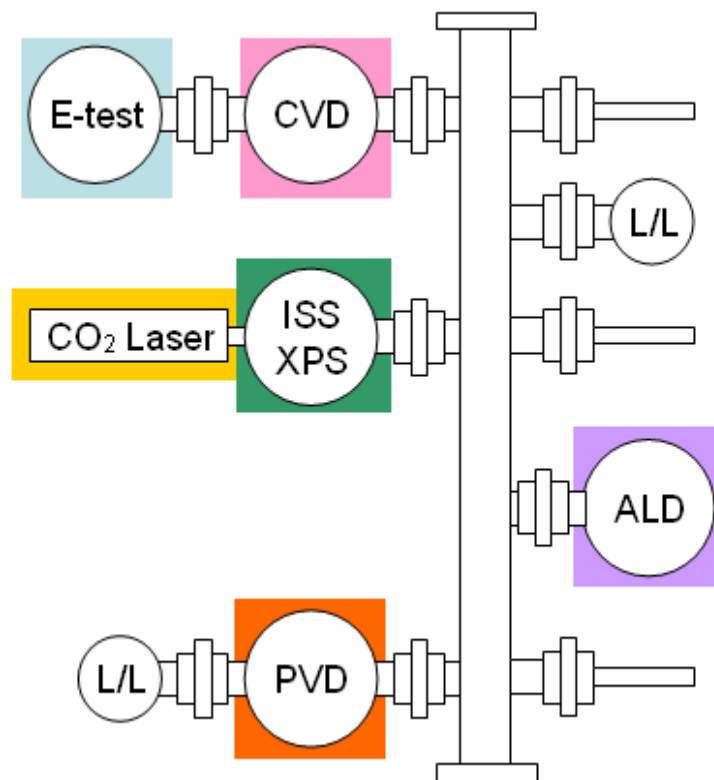 E-test
CVD
L/L
CO₂ Laser
ISS
XPS
ALD
L/L
PVD